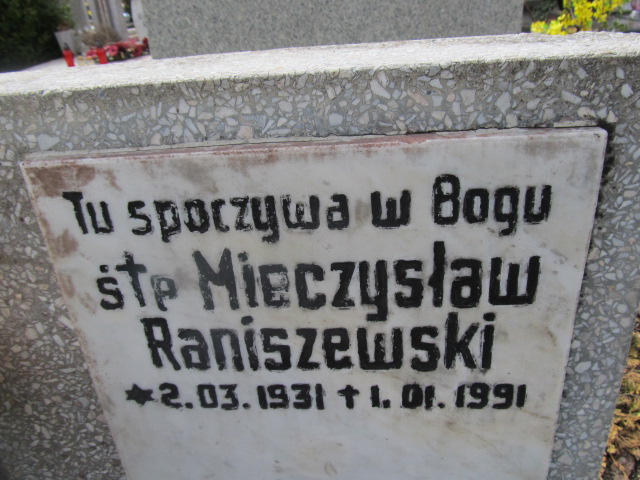 Tu spoczywa w Bogu
śtp Mieczysław
Raniszewski
* 2.03.1931 † 1.01.1991